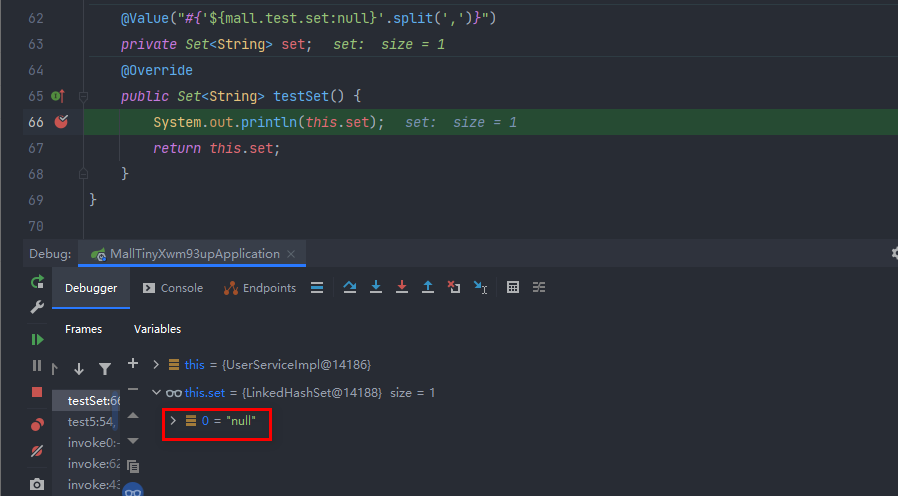 62 @Value("#{'${mall.test.set:null}'.split(',')}")
63 private Set<String> set; set: size = 1
64 @Override
65 public Set<String> testSet() {
66 System.out.println(this.set); set: size = 1
67 return this.set;
68 }
69 }
70
Debug: MallTinyXwm93upApplication
Debugger Console Endpoints
Frames Variables
this = {UserServiceImpl@14186}
this.set = {LinkedHashSet@14188} size = 1
testSet:66
0 = "null"
test5:54,
invoke0:-
invoke:62
invoke:43